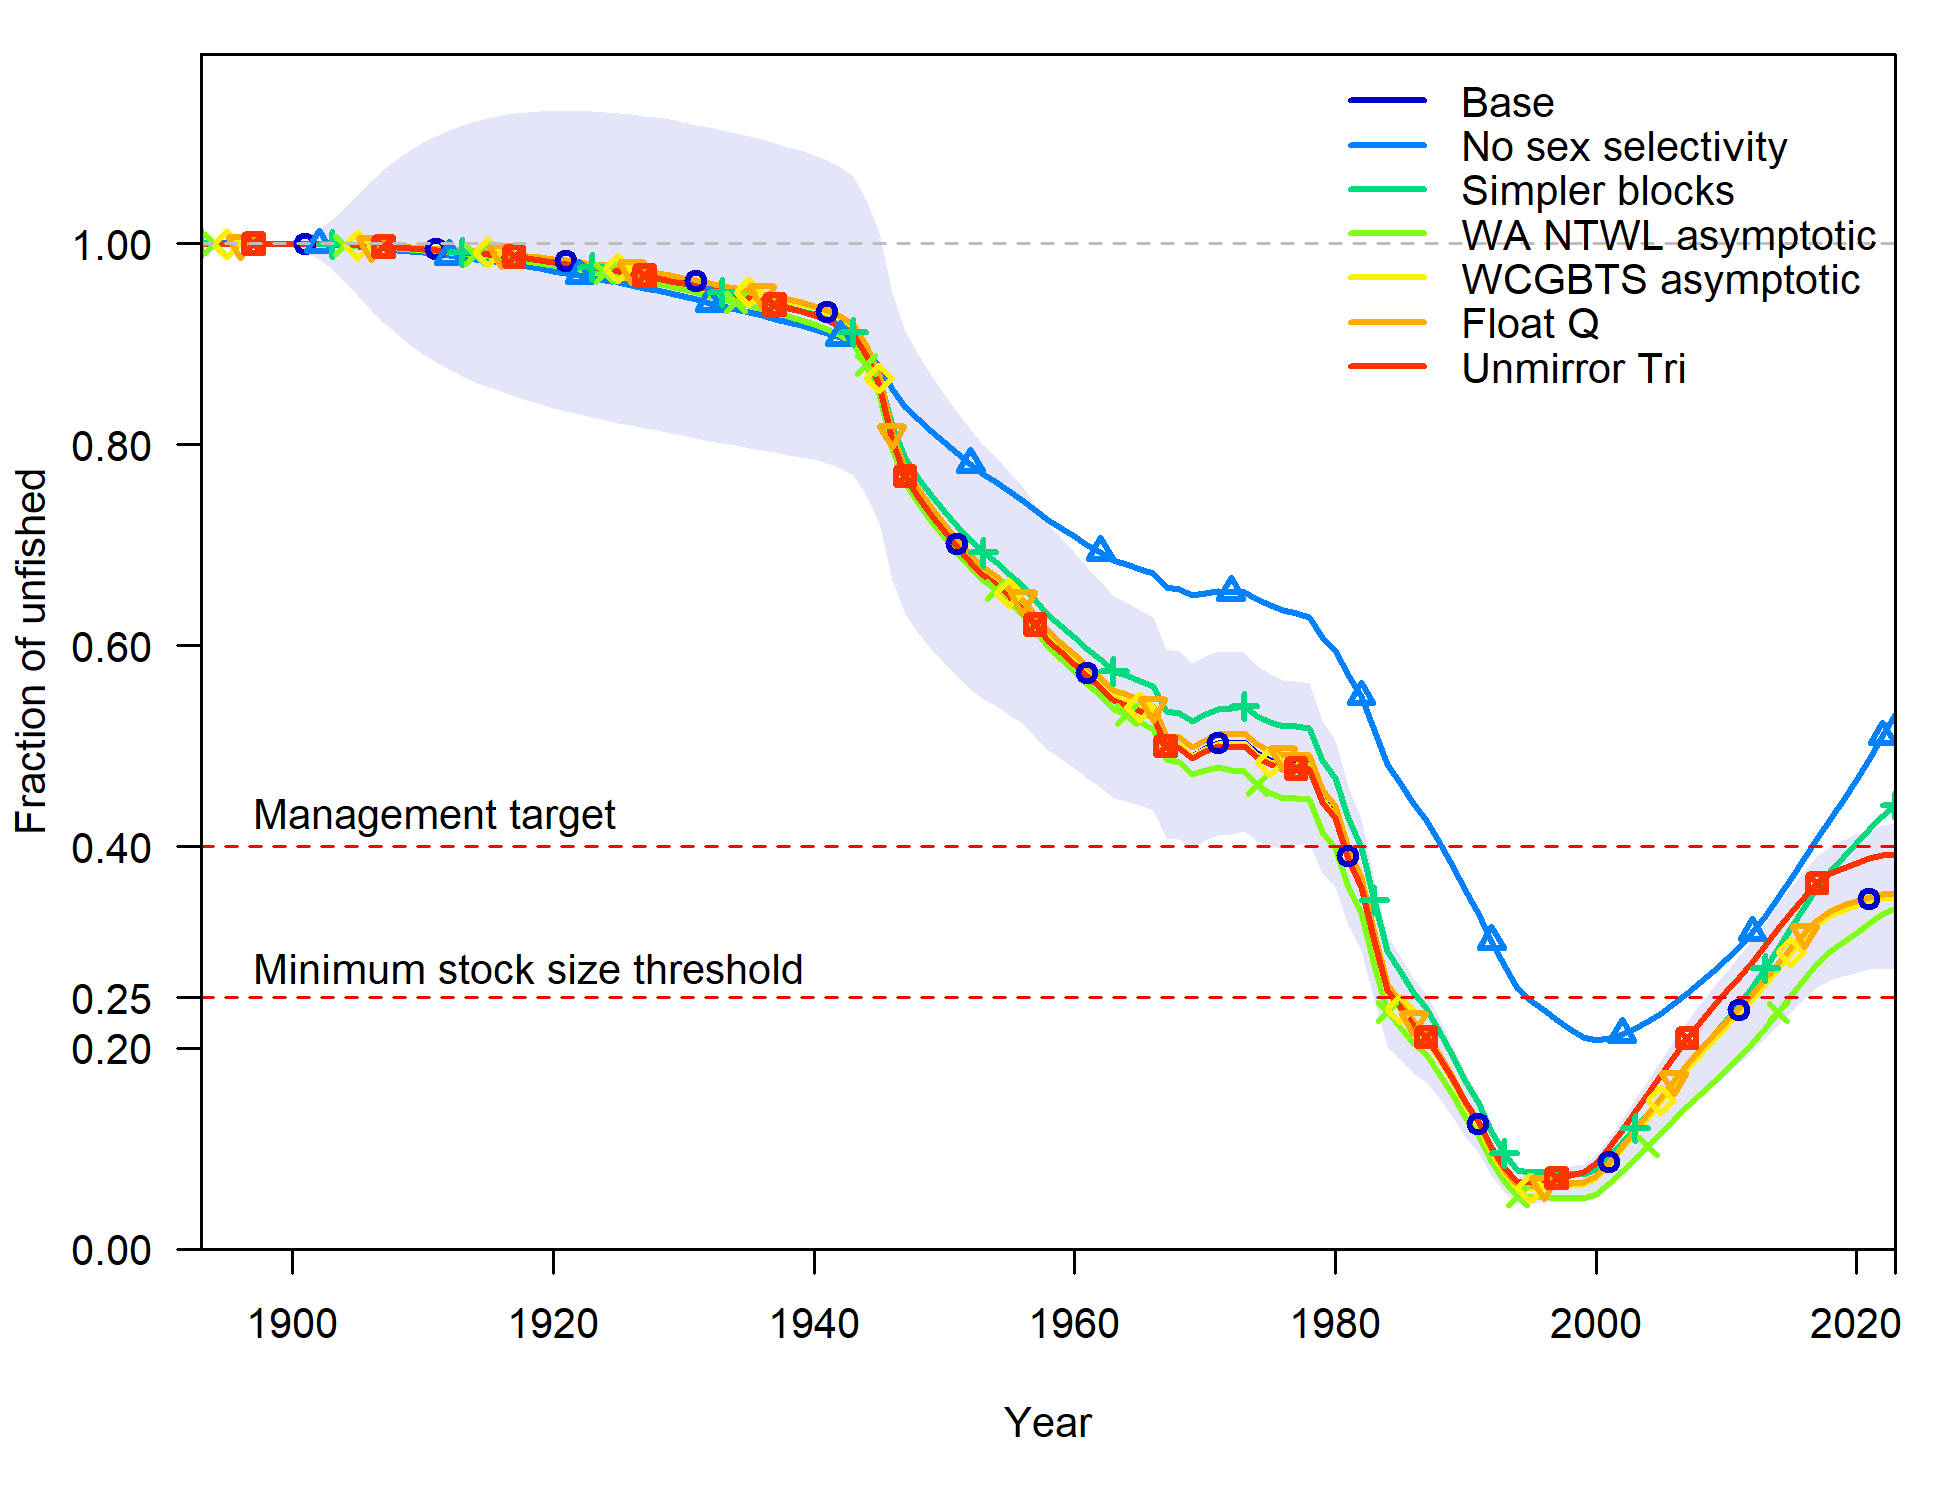 Base
No sex selectivity
Simpler blocks
WA NTWL asymptotic
WCGBTS asymptotic
Float Q
Unmirror Tri
1.00
0.80
0.60
0.40
0.25
0.20
0.00
Fraction of unfished
Management target
Minimum stock size threshold
1900 1920 1940 1960 1980 2000 2020
Year